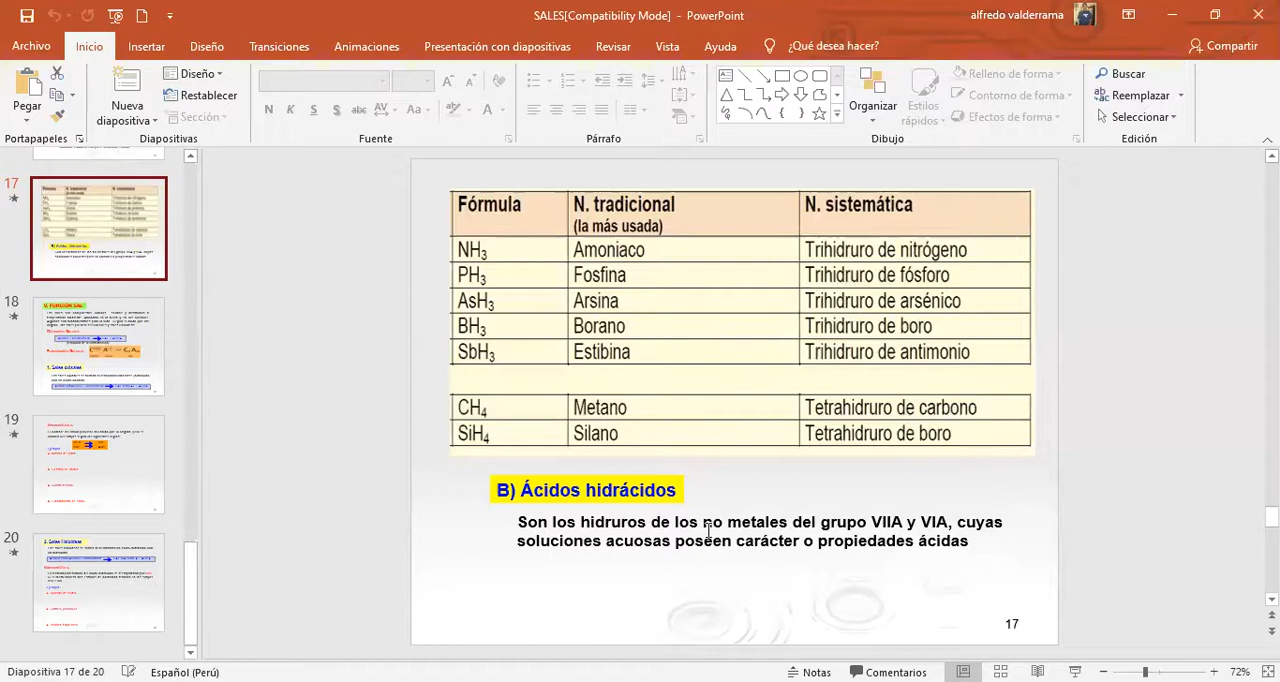 SALES[Compatibility Mode] - PowerPoint
alfredo valderrama
Archivo Inicio Insertar Diseño Transiciones Animaciones Presentación con diapositivas Revisar Vista Ayuda ¿Qué desea hacer? Compartir
Pegar
Nueva diapositiva
Diseño
Restablecer
Sección
N K S S abc AV Aa A
Organizar
Estilos rápidos
Relleno de forma
Contorno de forma
Efectos de forma
Buscar
Reemplazar
Seleccionar
Portapapeles Diapositivas Fuente Párrafo Dibujo Edición
17
18
V. FUNCIÓN SAL
19
20
Fórmula N. tradicional N. sistemática
(la más usada)
NH3 Amoniaco Trihidruro de nitrógeno
PH3 Fosfina Trihidruro de fósforo
AsH3 Arsina Trihidruro de arsénico
BH3 Borano Trihidruro de boro
SbH3 Estibina Trihidruro de antimonio
CH4 Metano Tetrahidruro de carbono
SiH4 Silano Tetrahidruro de boro
B) Ácidos hidrácidos
Son los hidruros de los no metales del grupo VIIA y VIA, cuyas
soluciones acuosas poseen carácter o propiedades ácidas
17
Diapositiva 17 de 20 Español (Perú) Notas Comentarios 72%